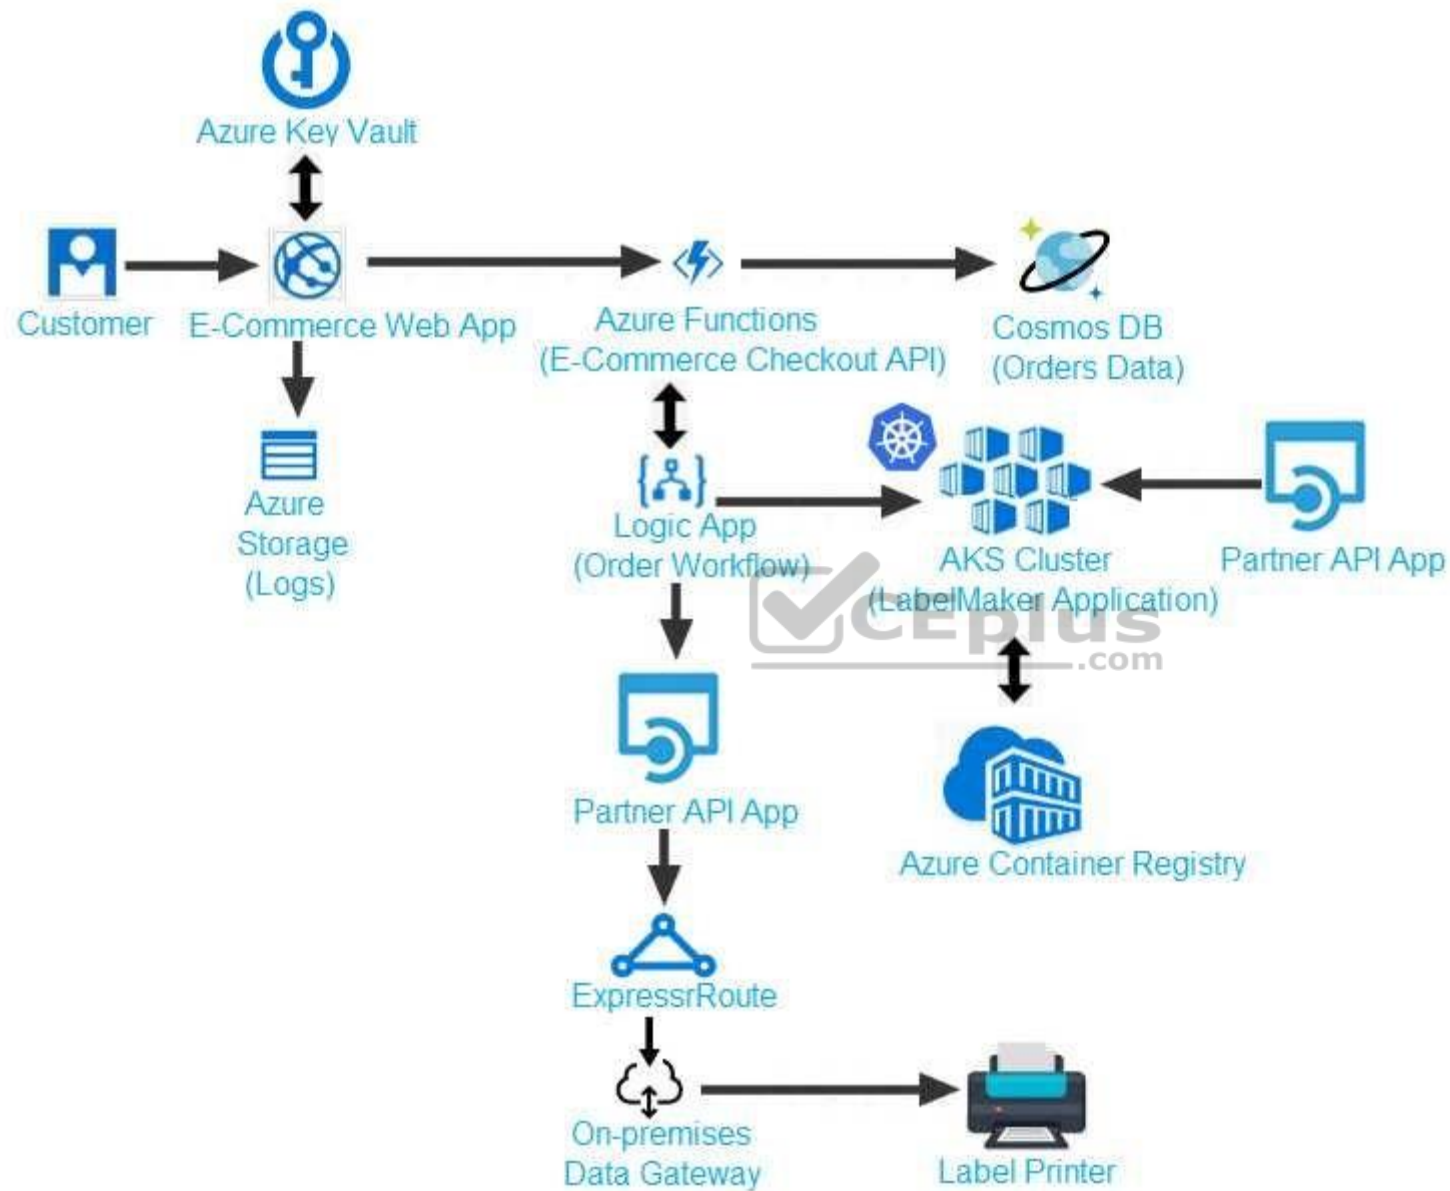 Azure Key Vault
Customer
E-Commerce Web App
Azure Functions
(E-Commerce Checkout API)
Cosmos DB
(Orders Data)
Azure
Storage
(Logs)
Logic App
(Order Workflow)
AKS Cluster
(LabelMaker Application)
Partner API App
CEplus
.com
Partner API App
Azure Container Registry
ExpressrRoute
On-premises
Data Gateway
Label Printer